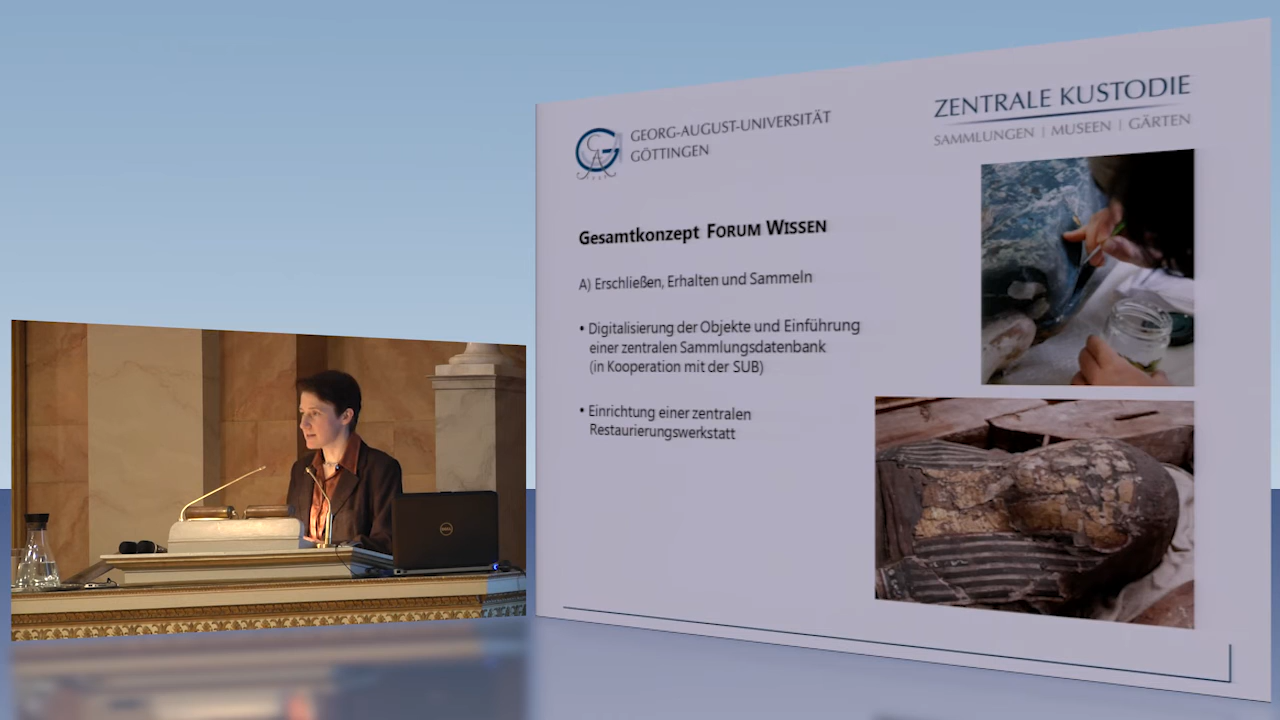 GEORG-AUGUST-UNIVERSITÄT
GÖTTINGEN
ZENTRALE KUSTODIE
SAMMLUNGEN | MUSEEN | GÄRTEN
Gesamtkonzept FORUM WISSEN
A) Erschließen, Erhalten und Sammeln
• Digitalisierung der Objekte und Einführung
einer zentralen Sammlungsdatenbank
(in Kooperation mit der SUB)
• Einrichtung einer zentralen
Restaurierungswerkstatt
DELL